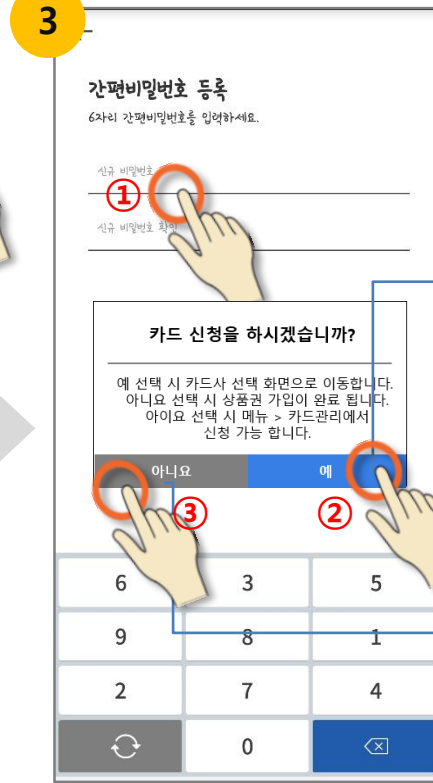 3
간편비밀번호 등록
6자리 간편비밀번호를 입력하세요.
신규 비밀번호
①
신규 비밀번호 확인
카드 신청을 하시겠습니까?
예 선택 시 카드사 선택 화면으로 이동합니다.
아니요 선택 시 상품권 가입이 완료 됩니다.
아이요 선택 시 메뉴 > 카드관리에서
신청 가능 합니다.
아니요 예
③ ②
6 3 5
9 8 1
2 7 4
0